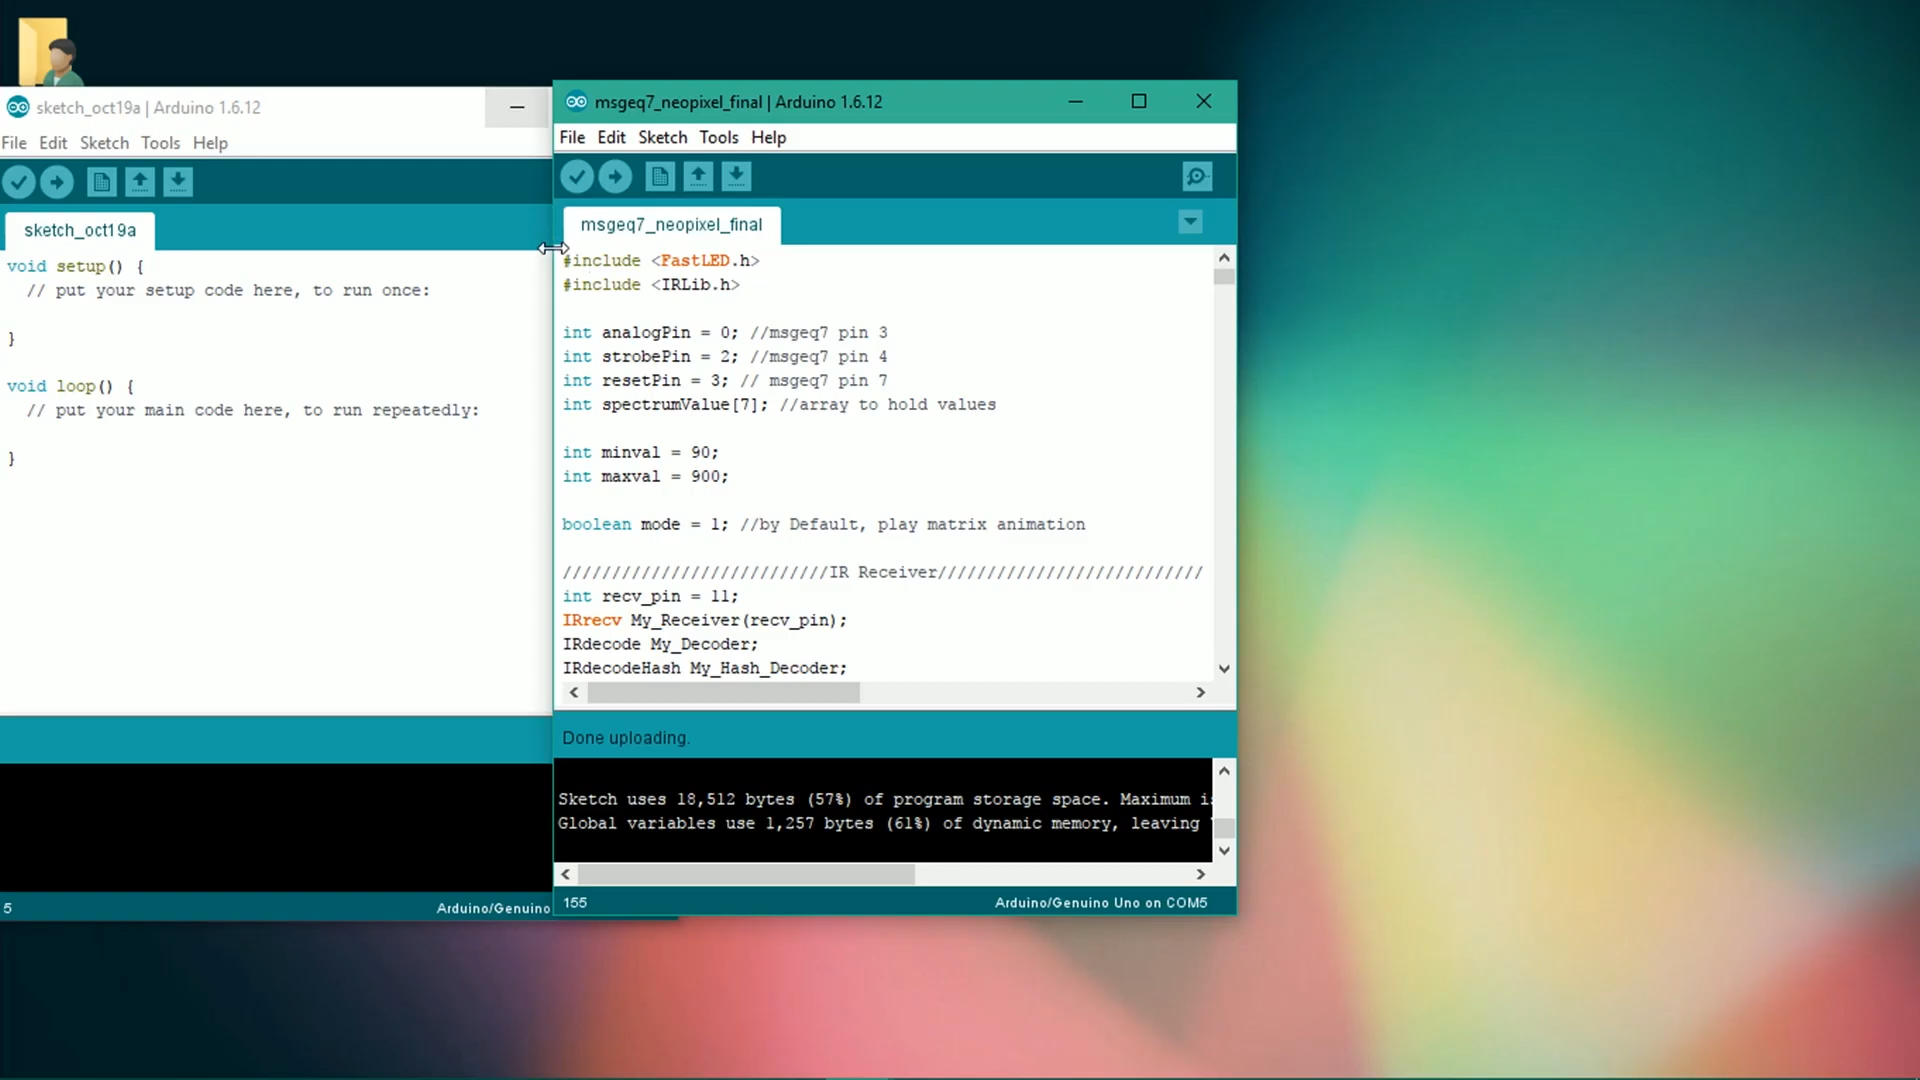 sketch_oct19a | Arduino 1.6.12
File Edit Sketch Tools Help
sketch_oct19a
void setup() {
// put your setup code here, to run once:
}
void loop() {
// put your main code here, to run repeatedly:
}
5
Arduino/Genuino
msgeq7_neopixel_final | Arduino 1.6.12
File Edit Sketch Tools Help
msgeq7_neopixel_final
#include <FastLED.h>
#include <IRLib.h>
int analogPin = 0; //msgeq7 pin 3
int strobePin = 2; //msgeq7 pin 4
int resetPin = 3; // msgeq7 pin 7
int spectrumValue[7]; //array to hold values
int minval = 90;
int maxval = 900;
boolean mode = 1; //by Default, play matrix animation
///////////////////////////IR Receiver///////////////////////////
int recv_pin = 11;
IRrecv My_Receiver(recv_pin);
IRdecode My_Decoder;
IRdecodeHash My_Hash_Decoder;
Done uploading.
Sketch uses 18,512 bytes (57%) of program storage space. Maximum
Global variables use 1,257 bytes (61%) of dynamic memory, leaving
155
Arduino/Genuino Uno on COM5